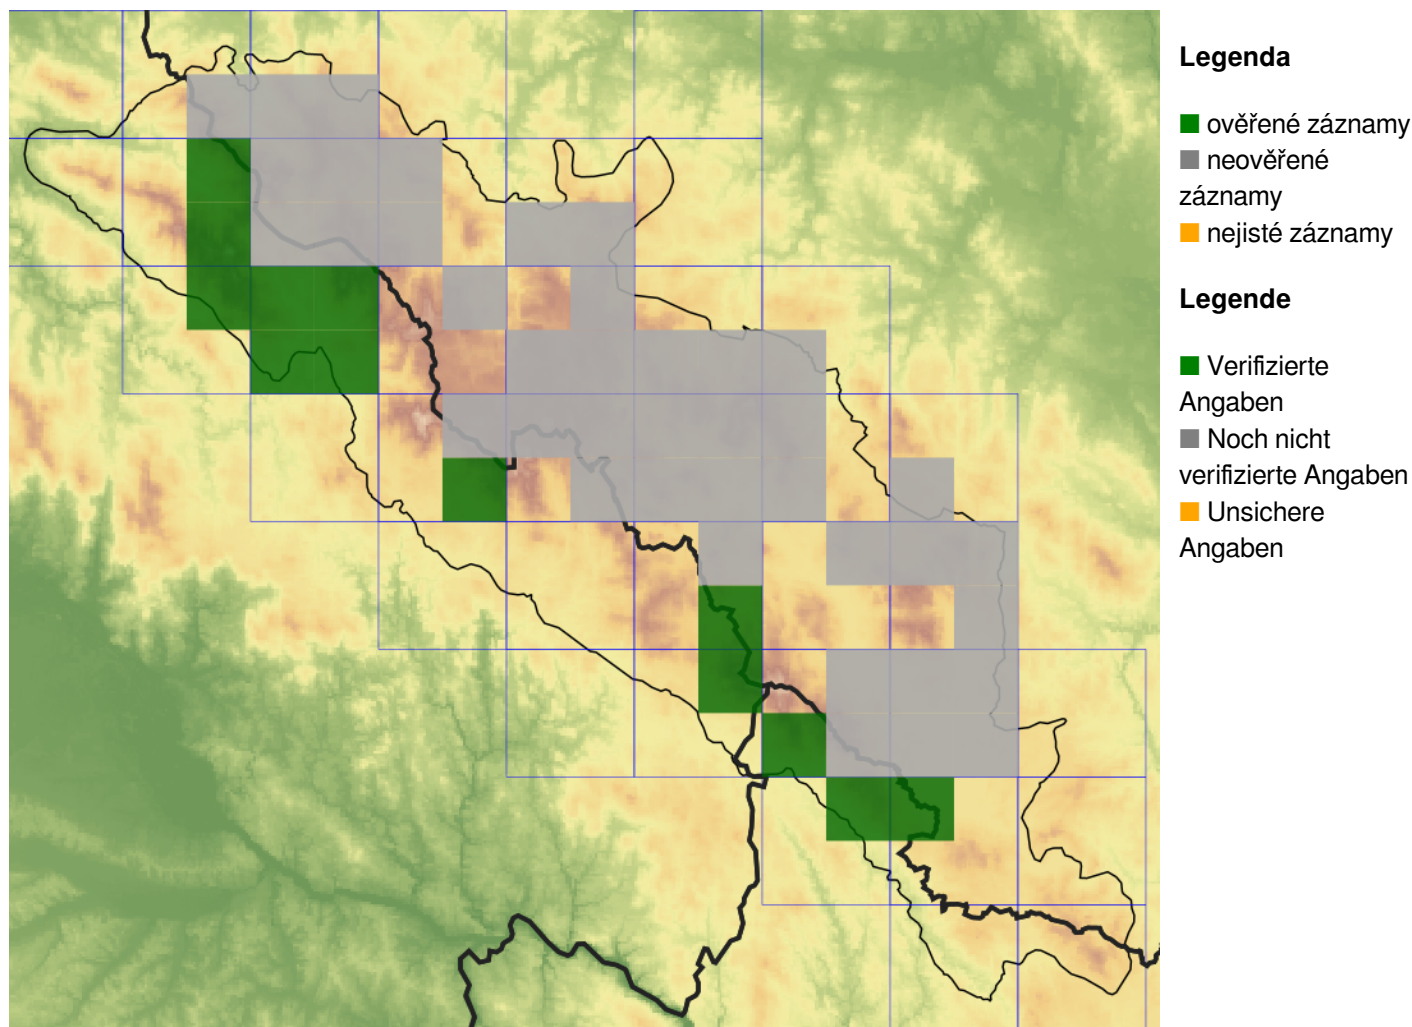 Legenda
ověřené záznamy
neověřené
záznamy
nejisté záznamy
Legende
Verifizierte
Angaben
Noch nicht
verifizierte Angaben
Unsichere
Angaben